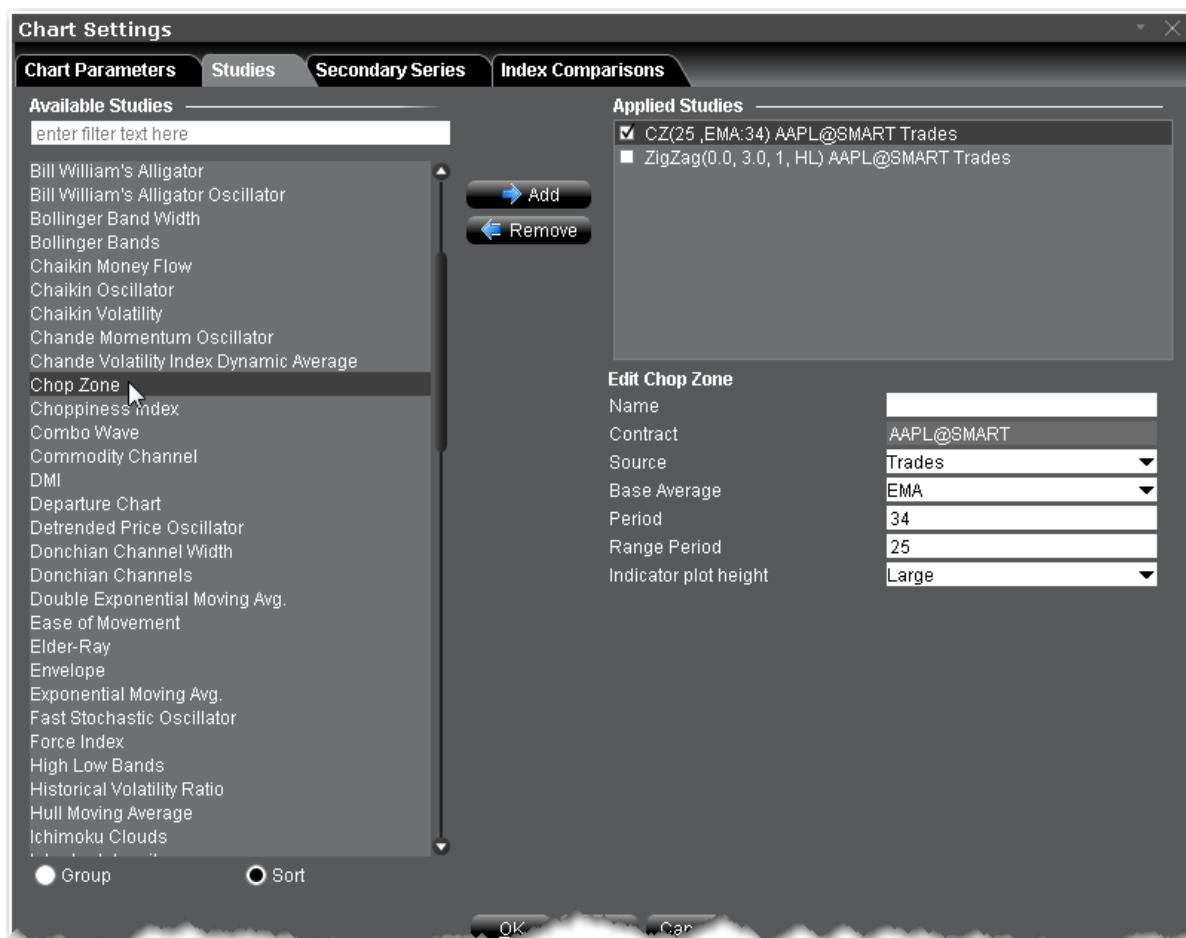 Chart Settings
Chart Parameters
Studies
Secondary Series
Index Comparisons
Available Studies
enter filter text here
Bill William's Alligator
Bill William's Alligator Oscillator
Bollinger Band Width
Bollinger Bands
Chaikin Money Flow
Chaikin Oscillator
Chaikin Volatility
Chande Momentum Oscillator
Chande Volatility Index Dynamic Average
Chop Zone
Choppiness Index
Combo Wave
Commodity Channel
DMI
Departure Chart
Detrended Price Oscillator
Donchian Channel Width
Donchian Channels
Double Exponential Moving Avg.
Ease of Movement
Elder-Ray
Envelope
Exponential Moving Avg.
Fast Stochastic Oscillator
Force Index
High Low Bands
Historical Volatility Ratio
Hull Moving Average
Ichimoku Clouds
Group
Sort
Add
Remove
Applied Studies
CZ(25 ,EMA:34) AAPL@SMART Trades
ZigZag(0.0, 3.0, 1, HL) AAPL@SMART Trades
Edit Chop Zone
Name
Contract AAPL@SMART
Source Trades
Base Average EMA
Period 34
Range Period 25
Indicator plot height Large
OK